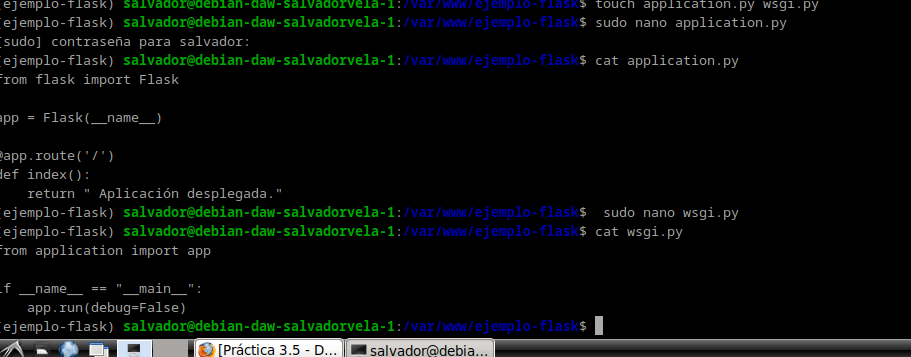 (ejemplo-flask) salvador@debian-daw-salvadorvela-1:/var/www/ejemplo-flask$ touch application.py wsgi.py
(ejemplo-flask) salvador@debian-daw-salvadorvela-1:/var/www/ejemplo-flask$ sudo nano application.py
[sudo] contraseña para salvador:
(ejemplo-flask) salvador@debian-daw-salvadorvela-1:/var/www/ejemplo-flask$ cat application.py
from flask import Flask
app = Flask(__name__)
@app.route('/')
def index():
    return " Aplicación desplegada."
(ejemplo-flask) salvador@debian-daw-salvadorvela-1:/var/www/ejemplo-flask$  sudo nano wsgi.py
(ejemplo-flask) salvador@debian-daw-salvadorvela-1:/var/www/ejemplo-flask$ cat wsgi.py
from application import app
if __name__ == "__main__":
    app.run(debug=False)
(ejemplo-flask) salvador@debian-daw-salvadorvela-1:/var/www/ejemplo-flask$
[Práctica 3.5 - D... salvador@debia...